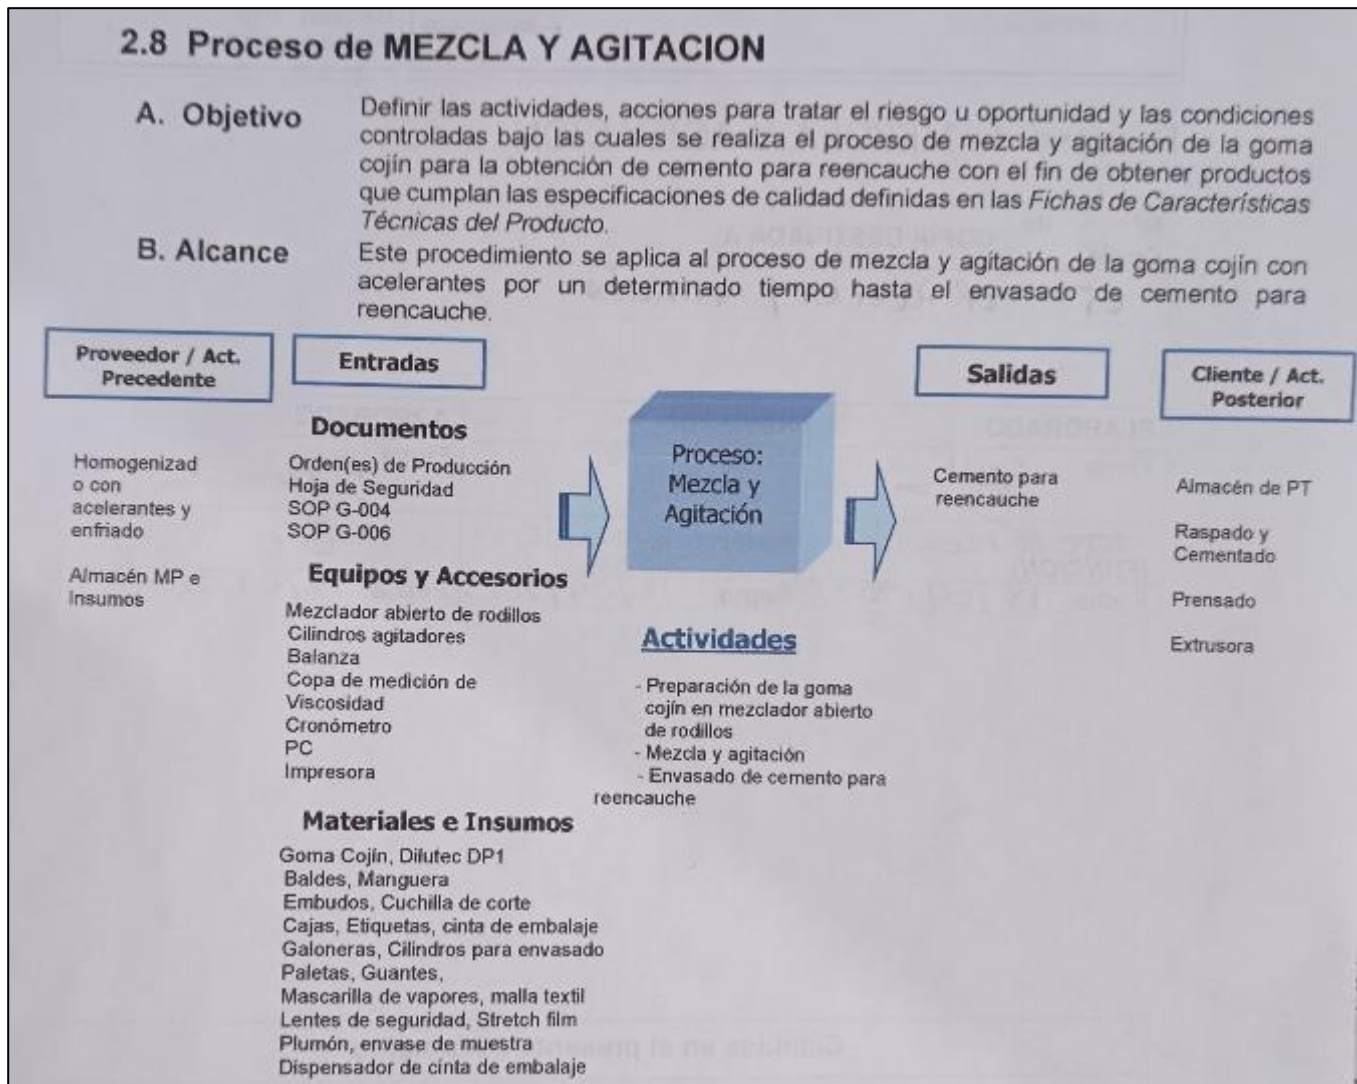 2.8 Proceso de MEZCLA Y AGITACION
A. Objetivo
Definir las actividades, acciones para tratar el riesgo u oportunidad y las condiciones
controladas bajo las cuales se realiza el proceso de mezcla y agitación de la goma
cojín para la obtención de cemento para reencauche con el fin de obtener productos
que cumplan las especificaciones de calidad definidas en las Fichas de Características
Técnicas del Producto.
B. Alcance
Este procedimiento se aplica al proceso de mezcla y agitación de la goma cojín con
acelerantes por un determinado tiempo hasta el envasado de cemento para
reencauche.
Proveedor / Act.
Precedente
Homogenizad
o con
acelerantes y
enfriado
Almacén MP e
Insumos
Entradas
Documentos
Orden(es) de Producción
Hoja de Seguridad
SOP G-004
SOP G-006
Equipos y Accesorios
Mezclador abierto de rodillos
Cilindros agitadores
Balanza
Copa de medición de
Viscosidad
Cronómetro
PC
Impresora
Materiales e Insumos
Goma Cojín, Dilutec DP1
Baldes, Manguera
Embudos, Cuchilla de corte
Cajas, Etiquetas, cinta de embalaje
Galoneras, Cilindros para envasado
Paletas, Guantes,
Mascarilla de vapores, malla textil
Lentes de seguridad, Stretch film
Plumón, envase de muestra
Dispensador de cinta de embalaje
Proceso:
Mezcla y
Agitación
Actividades
- Preparación de la goma
cojín en mezclador abierto
de rodillos
- Mezcla y agitación
- Envasado de cemento para
reencauche
Salidas
Cemento para
reencauche
Cliente / Act.
Posterior
Almacén de PT
Raspado y
Cementado
Prensado
Extrusora